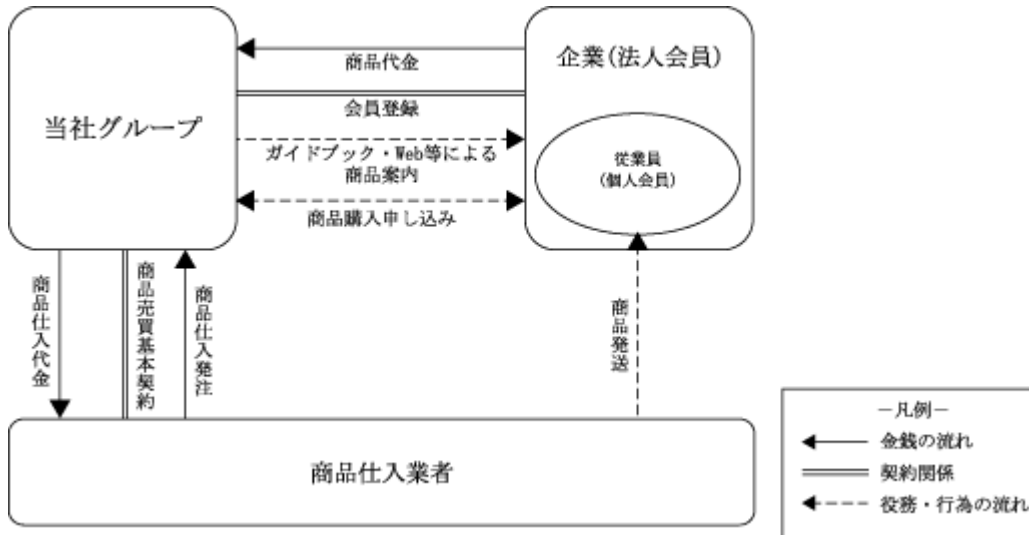 企業(法人会員)
商品代金
当社グループ
会員登録
ガイドブック・Web等による
商品案内
従業員
(個人会員)
商品購入申し込み
商品仕入代金
商品売買基本契約
商品仕入発注
商品発送
商品仕入業者
－凡例－
金銭の流れ
契約関係
役務・行為の流れ